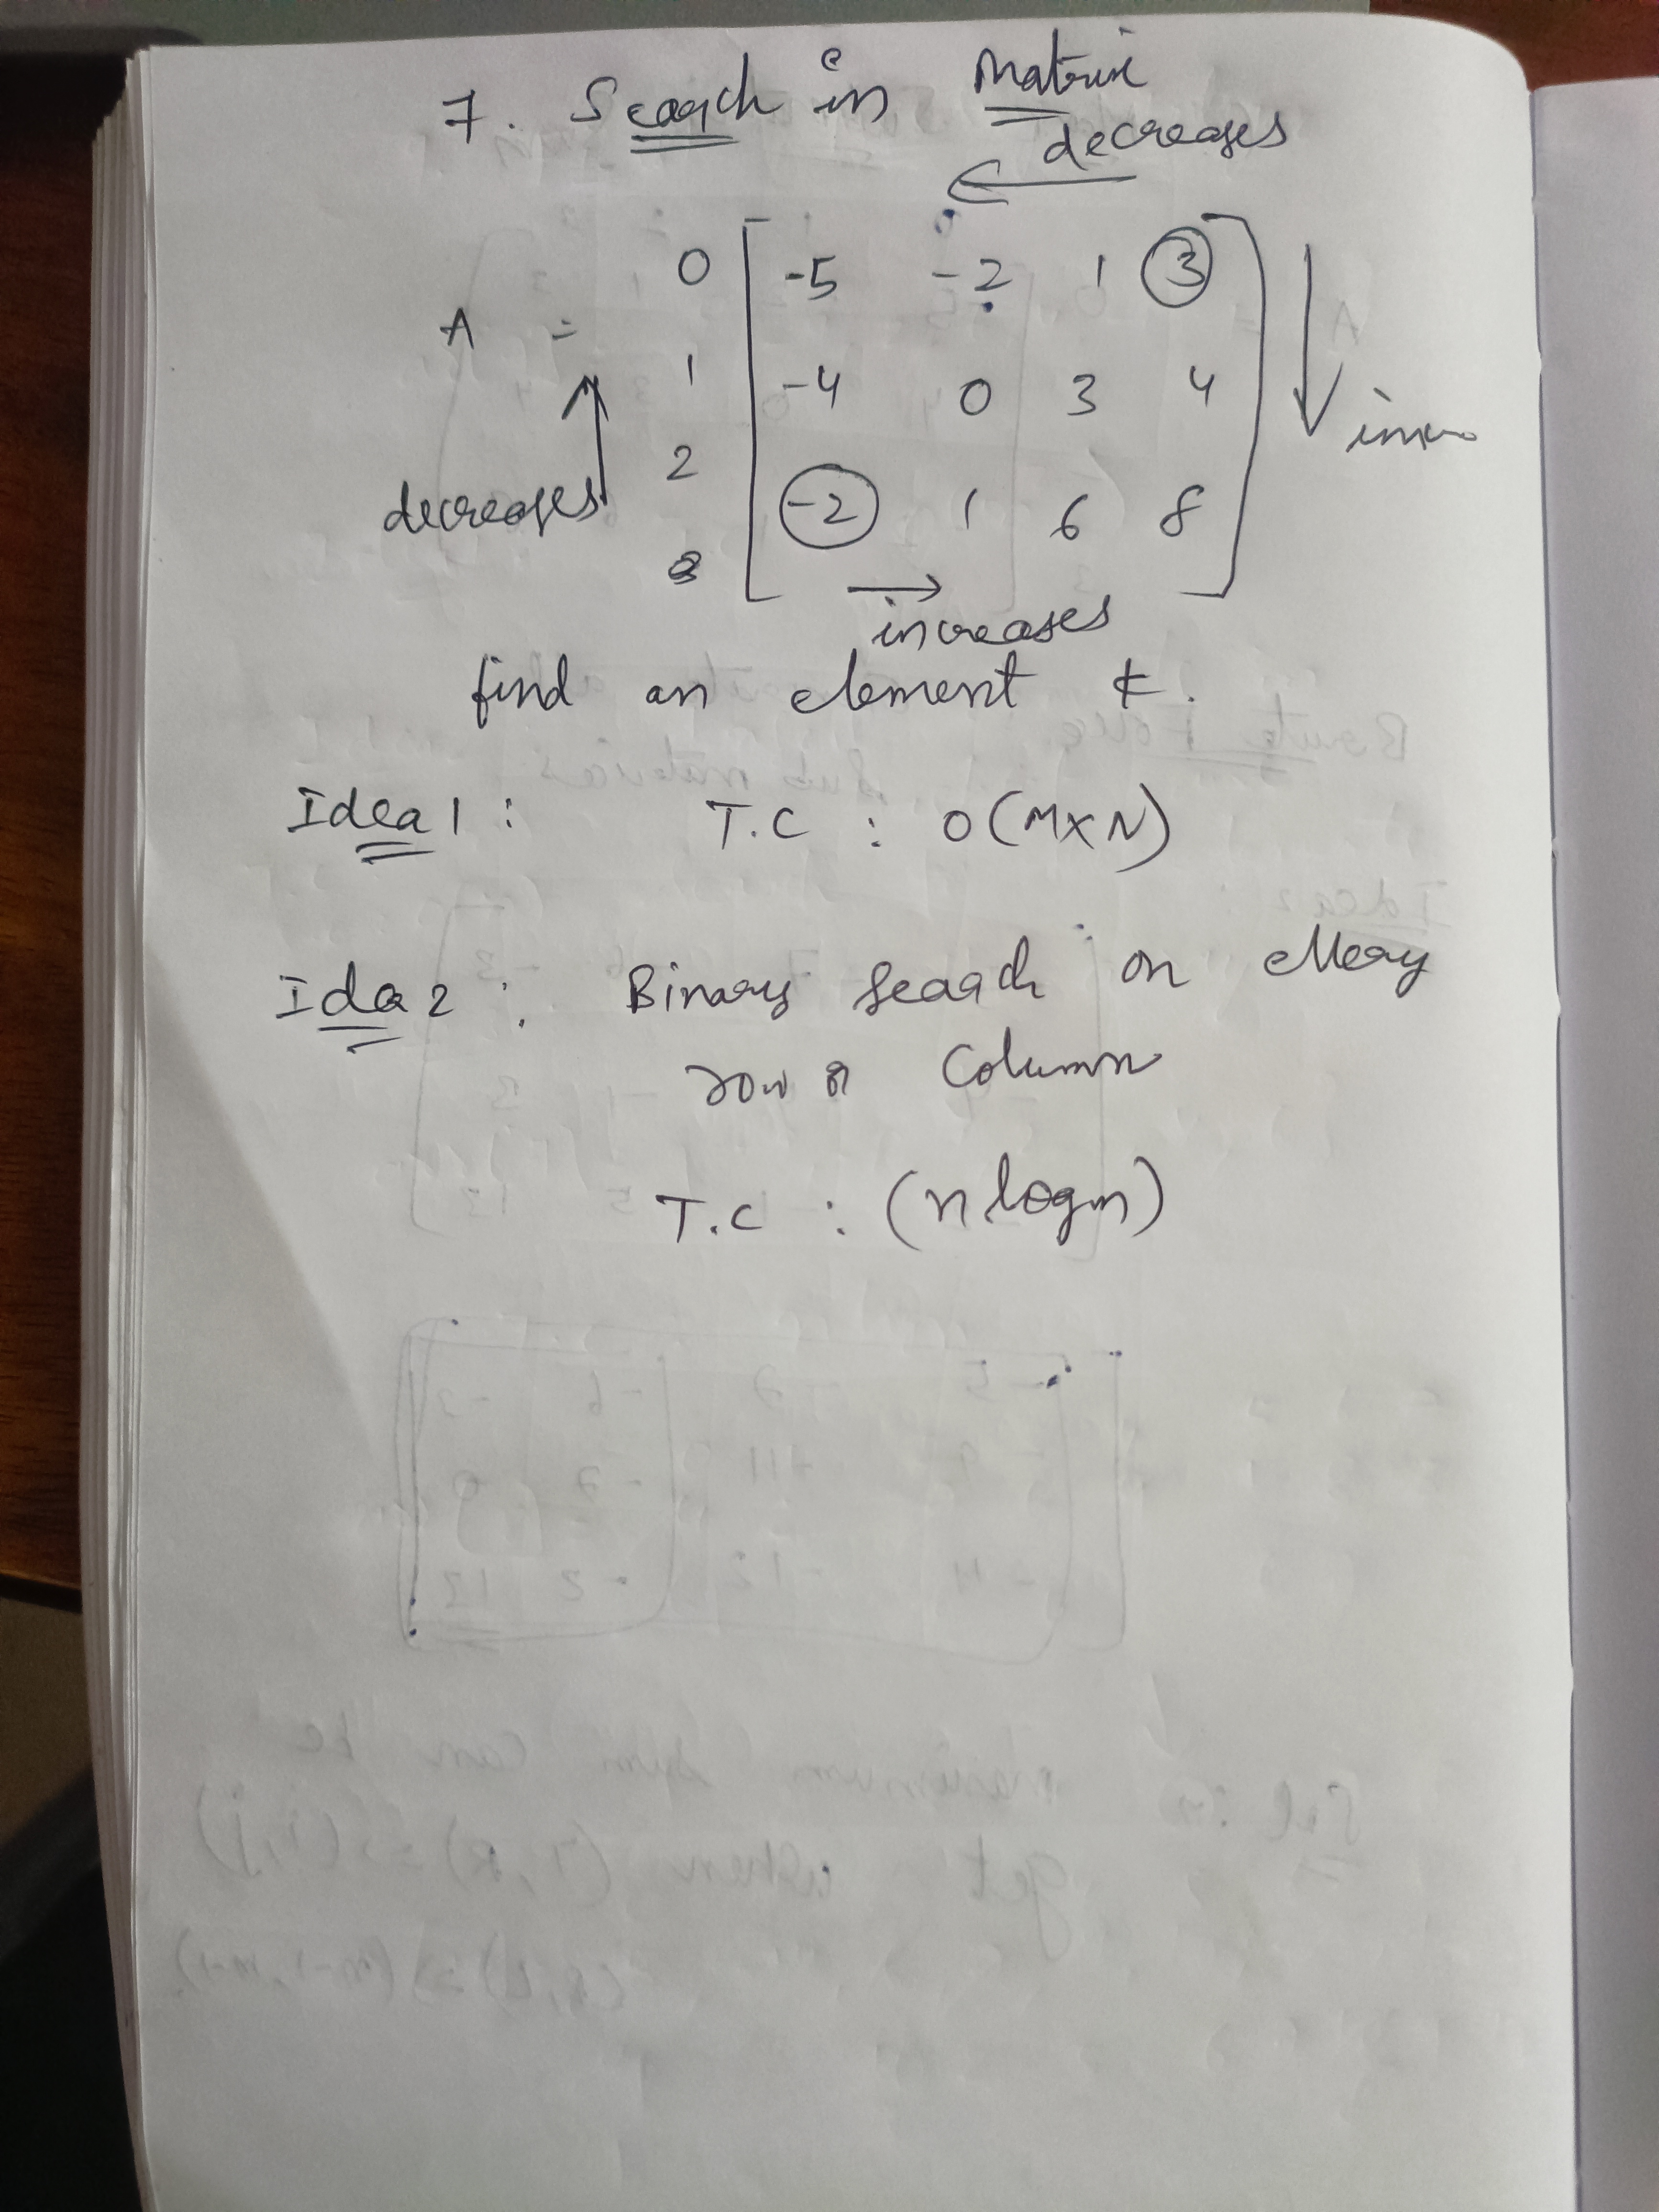 7. Search in Matrix
decreases
0 -5 -2 1 3
A =
1 -4 0 3 4
2
decreases
-2 1 6 8
3
increases
find an element k.
Idea 1 : T.C : O(M×N)
Idea 2 : Binary Search on every
row or Column
T.C : (n logm)